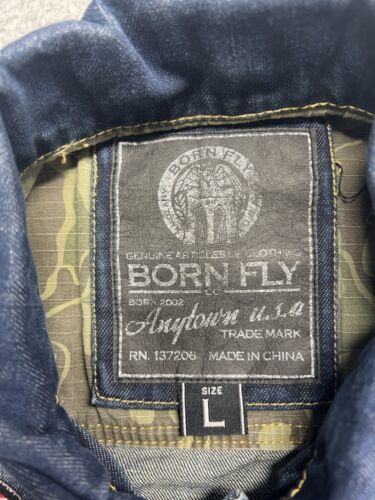 BORN FLY
GENUINE ARTICLES OF CLOTHING
BORN FLY
CO
BORN 2002
Anytown u.s.a
TRADE MARK
RN. 137206 MADE IN CHINA
SIZE
L